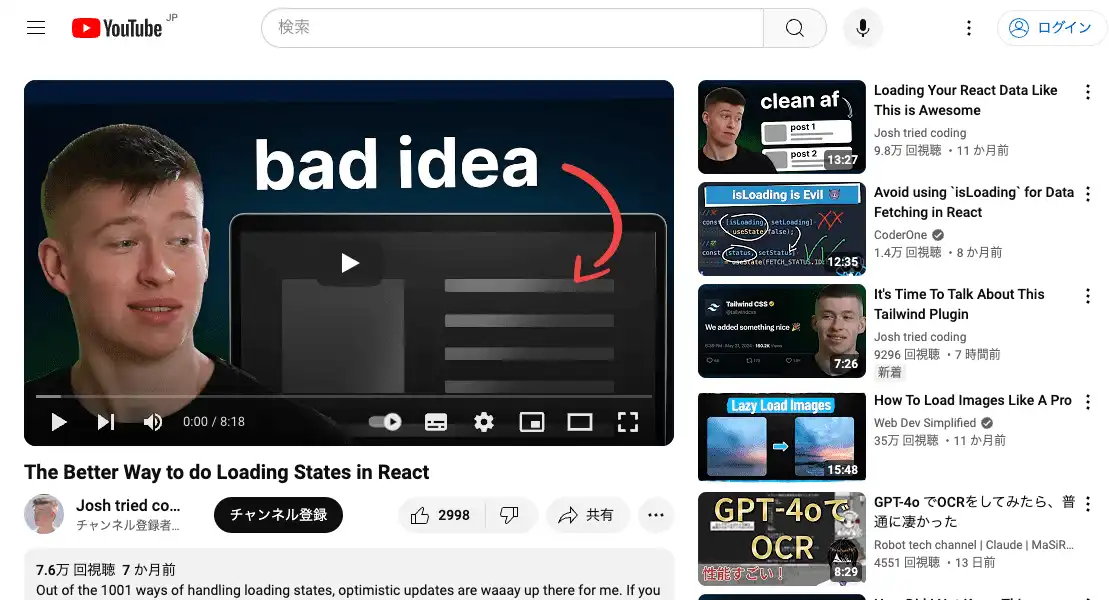 YouTube JP
検索
ログイン
bad idea
0:00 / 8:18
The Better Way to do Loading States in React
Josh tried co...
チャンネル登録者...
チャンネル登録
2998
共有
7.6万 回視聴 7 か月前
Out of the 1001 ways of handling loading states, optimistic updates are waaay up there for me. If you
clean af
post 1
post 2
13:27
Loading Your React Data Like
This is Awesome
Josh tried coding
9.8万 回視聴 ・11 か月前
isLoading is Evil 😈
const [isLoading, setLoading]
useState(false);
const [status, setStatus]
= useState(FETCH_STATUS.ID
12:35
Avoid using `isLoading` for Data
Fetching in React
CoderOne
1.4万 回視聴 ・8 か月前
Tailwind CSS
@tailwindcss
We added something nice 🎉
7:26
It's Time To Talk About This
Tailwind Plugin
Josh tried coding
9296 回視聴 ・7 時間前
新着
Lazy Load Images
15:48
How To Load Images Like A Pro
Web Dev Simplified
35万 回視聴 ・11 か月前
GPT-4oで
OCR
性能すごい！
8:29
GPT-4o でOCRをしてみたら、普
通に凄かった
Robot tech channel | Claude | MaSiR...
4551 回視聴 ・13 日前